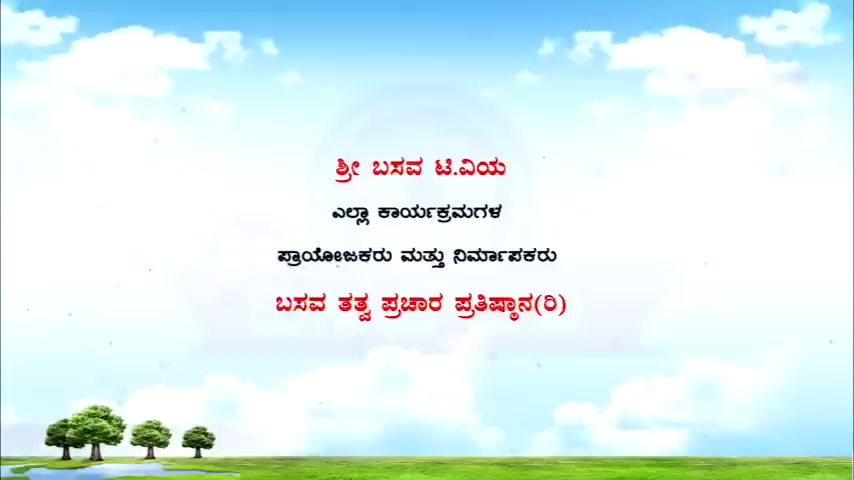 ಶ್ರೀ ಬಸವ ಟಿ.ವಿಯ
ಎಲ್ಲಾ ಕಾರ್ಯಕ್ರಮಗಳ
ಪ್ರಾಯೋಜಕರು ಮತ್ತು ನಿರ್ಮಾಪಕರು
ಬಸವ ತತ್ವ ಪ್ರಚಾರ ಪ್ರತಿಷ್ಠಾನ(ರಿ)